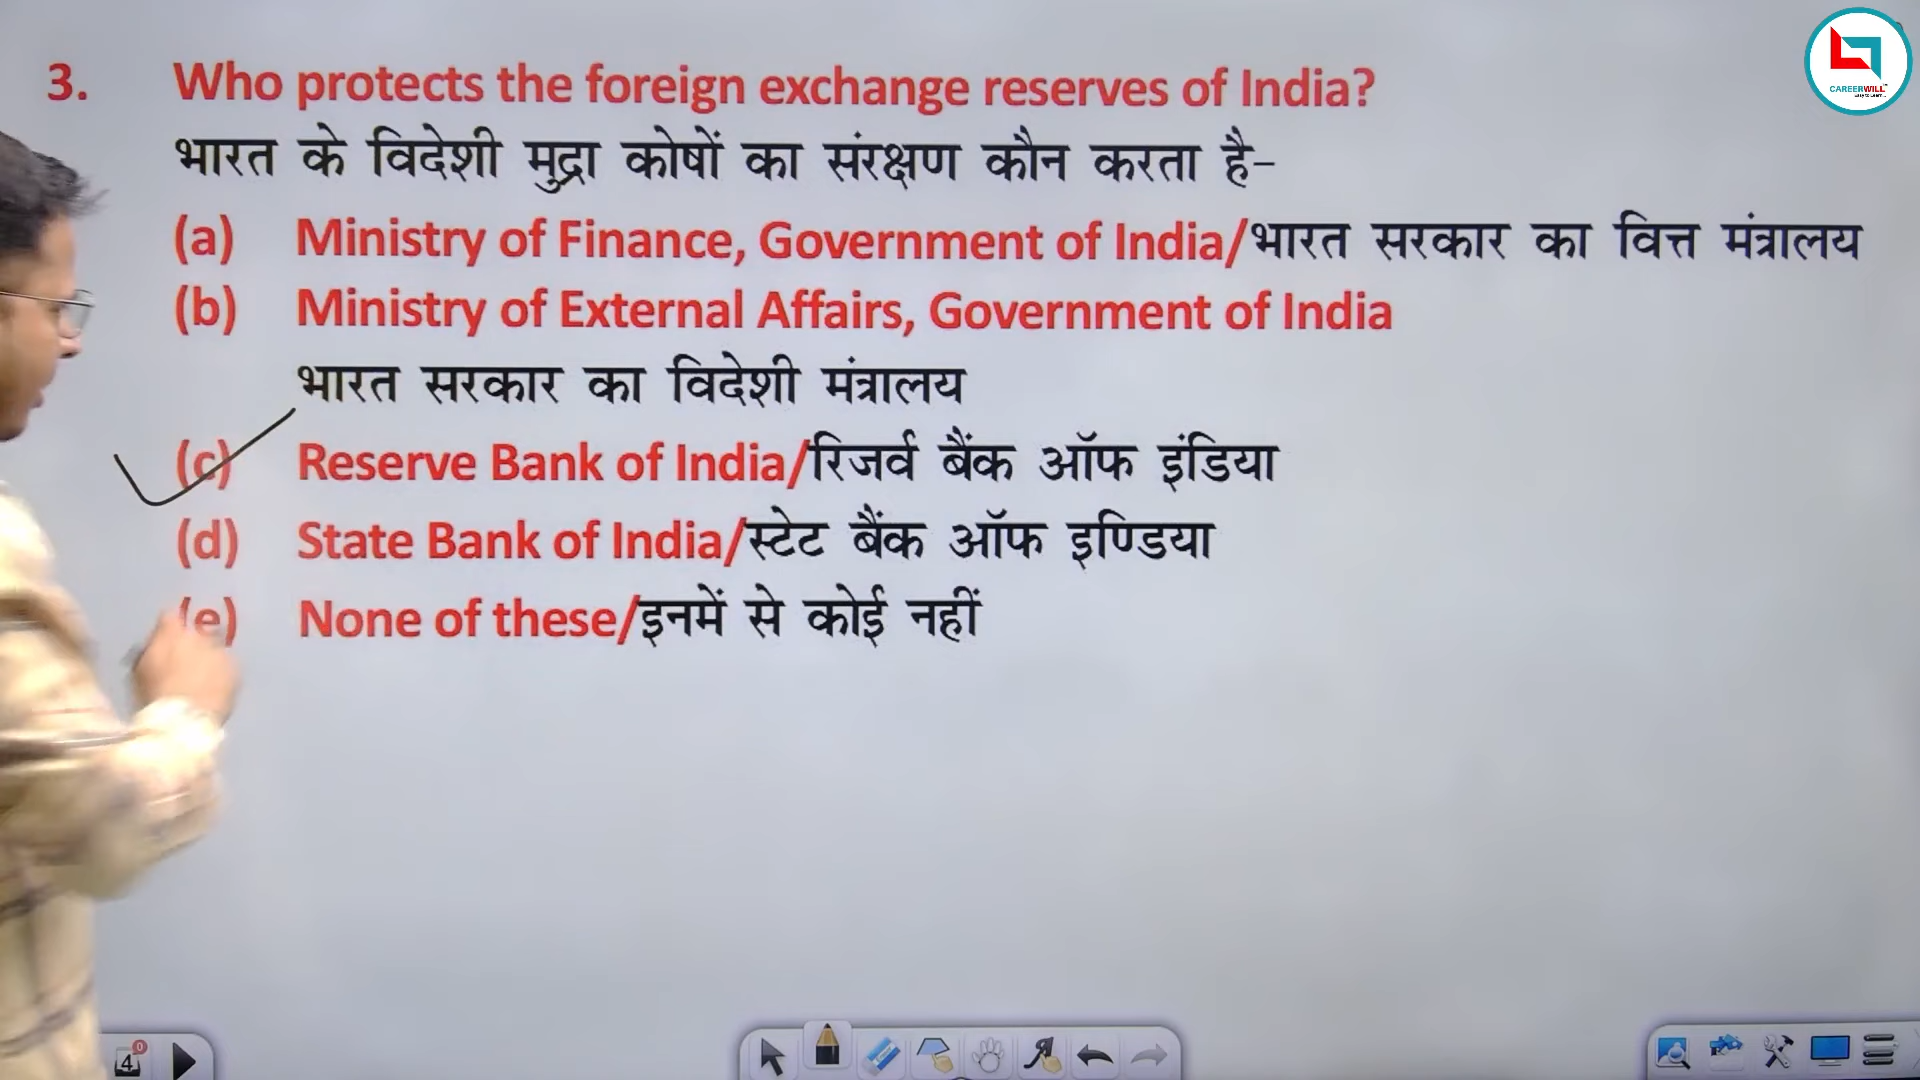 3. Who protects the foreign exchange reserves of India?
भारत के विदेशी मुद्रा कोषों का संरक्षण कौन करता है–
(a) Ministry of Finance, Government of India/भारत सरकार का वित्त मंत्रालय
(b) Ministry of External Affairs, Government of India
भारत सरकार का विदेशी मंत्रालय
(c) Reserve Bank of India/रिजर्व बैंक ऑफ इंडिया
(d) State Bank of India/स्टेट बैंक ऑफ इण्डिया
(e) None of these/इनमें से कोई नहीं
CAREERWILL
4
0